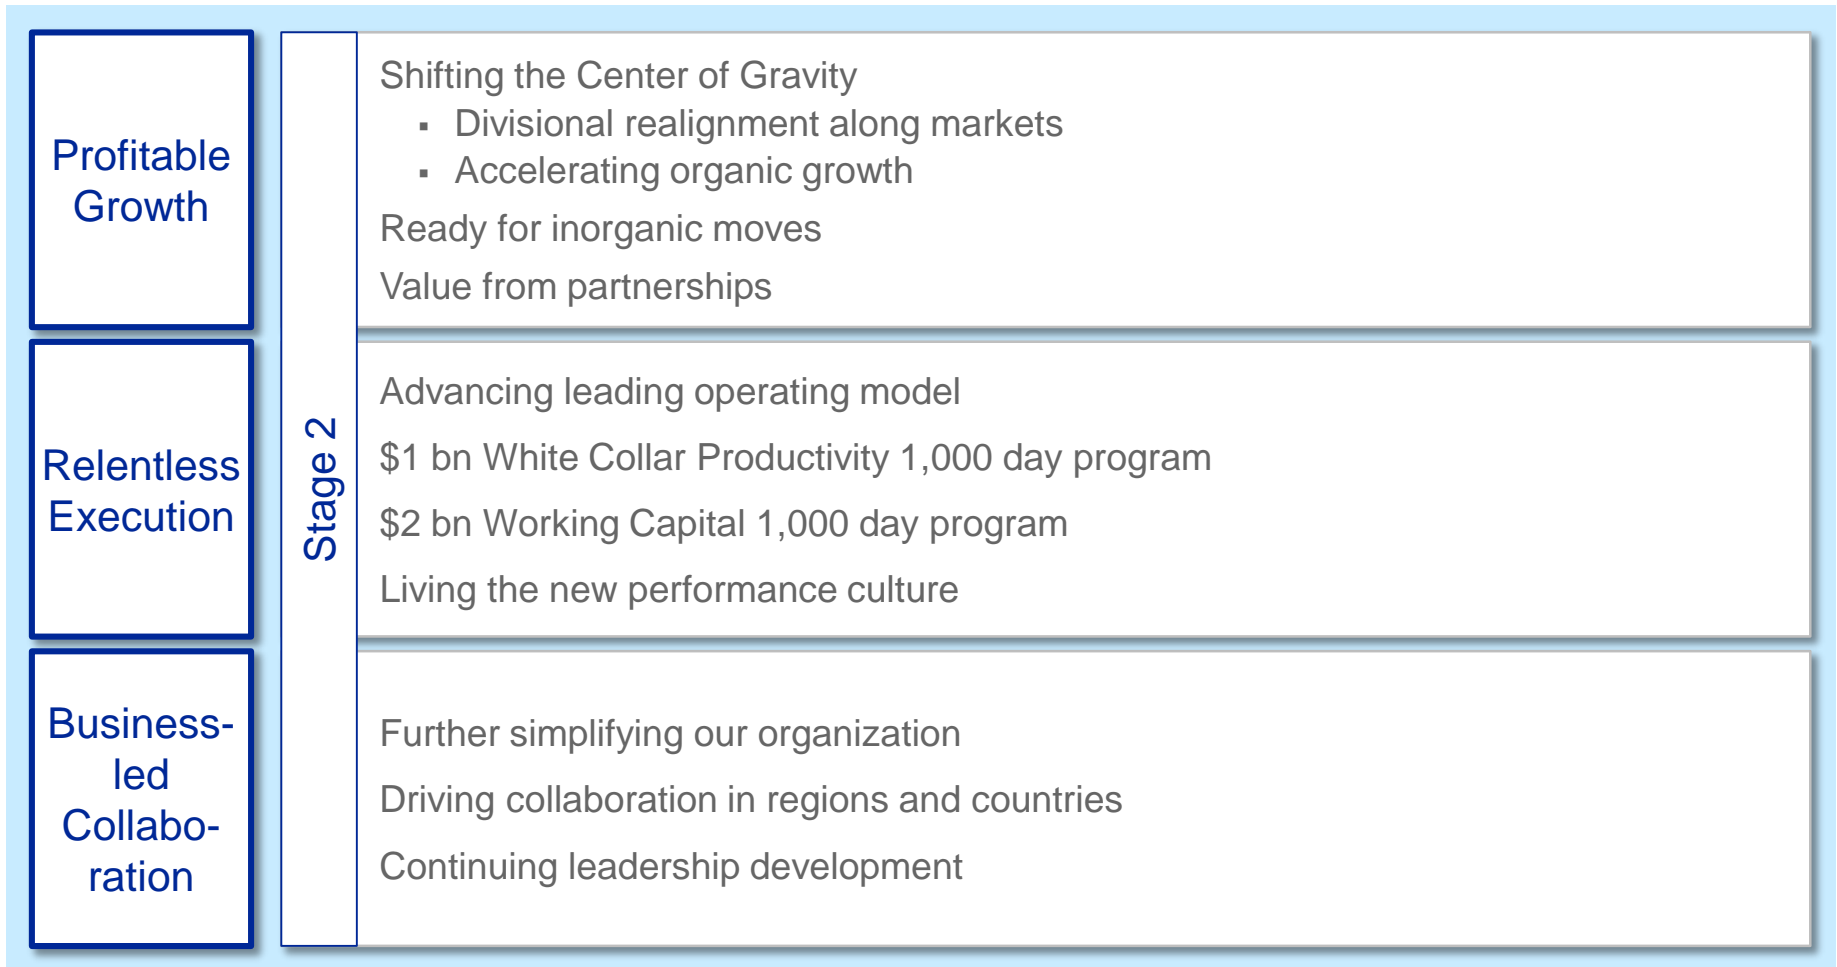 Profitable
Growth
Stage 2
Shifting the Center of Gravity
▪ Divisional realignment along markets
▪ Accelerating organic growth
Ready for inorganic moves
Value from partnerships
Relentless
Execution
Advancing leading operating model
$1 bn White Collar Productivity 1,000 day program
$2 bn Working Capital 1,000 day program
Living the new performance culture
Business-
led
Collabo-
ration
Further simplifying our organization
Driving collaboration in regions and countries
Continuing leadership development